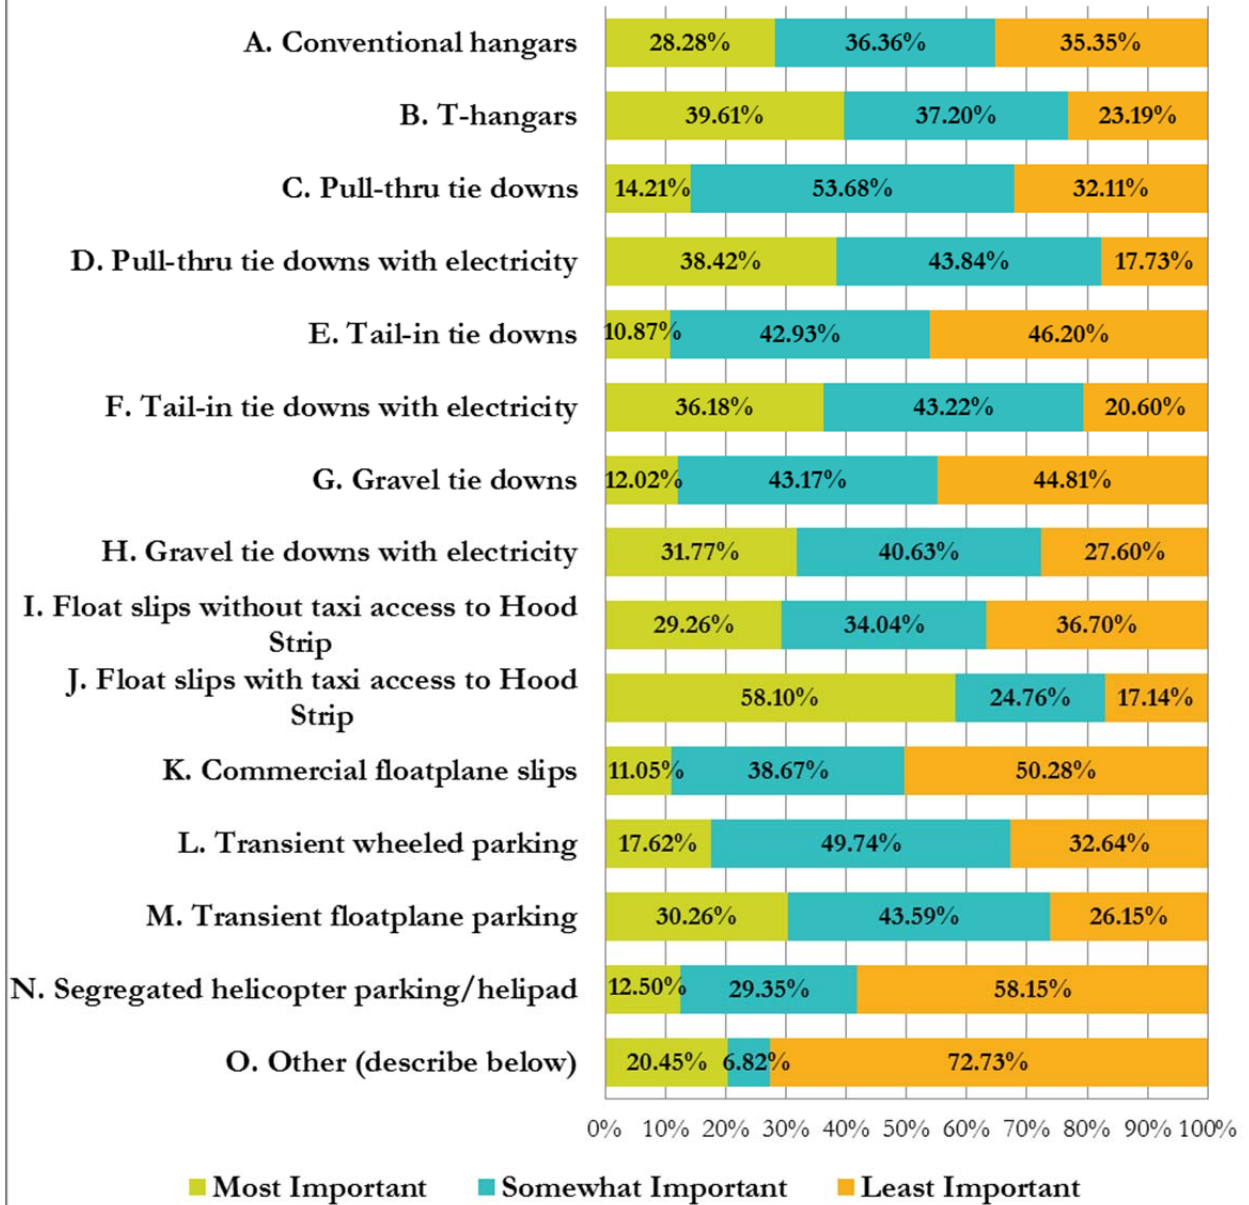 A. Conventional hangars 28.28% 36.36% 35.35%
B. T-hangars 39.61% 37.20% 23.19%
C. Pull-thru tie downs 14.21% 53.68% 32.11%
D. Pull-thru tie downs with electricity 38.42% 43.84% 17.73%
E. Tail-in tie downs 10.87% 42.93% 46.20%
F. Tail-in tie downs with electricity 36.18% 43.22% 20.60%
G. Gravel tie downs 12.02% 43.17% 44.81%
H. Gravel tie downs with electricity 31.77% 40.63% 27.60%
I. Float slips without taxi access to Hood
Strip 29.26% 34.04% 36.70%
J. Float slips with taxi access to Hood
Strip 58.10% 24.76% 17.14%
K. Commercial floatplane slips 11.05% 38.67% 50.28%
L. Transient wheeled parking 17.62% 49.74% 32.64%
M. Transient floatplane parking 30.26% 43.59% 26.15%
N. Segregated helicopter parking/helipad 12.50% 29.35% 58.15%
O. Other (describe below) 20.45% 6.82% 72.73%
0% 10% 20% 30% 40% 50% 60% 70% 80% 90% 100%
Most Important Somewhat Important Least Important